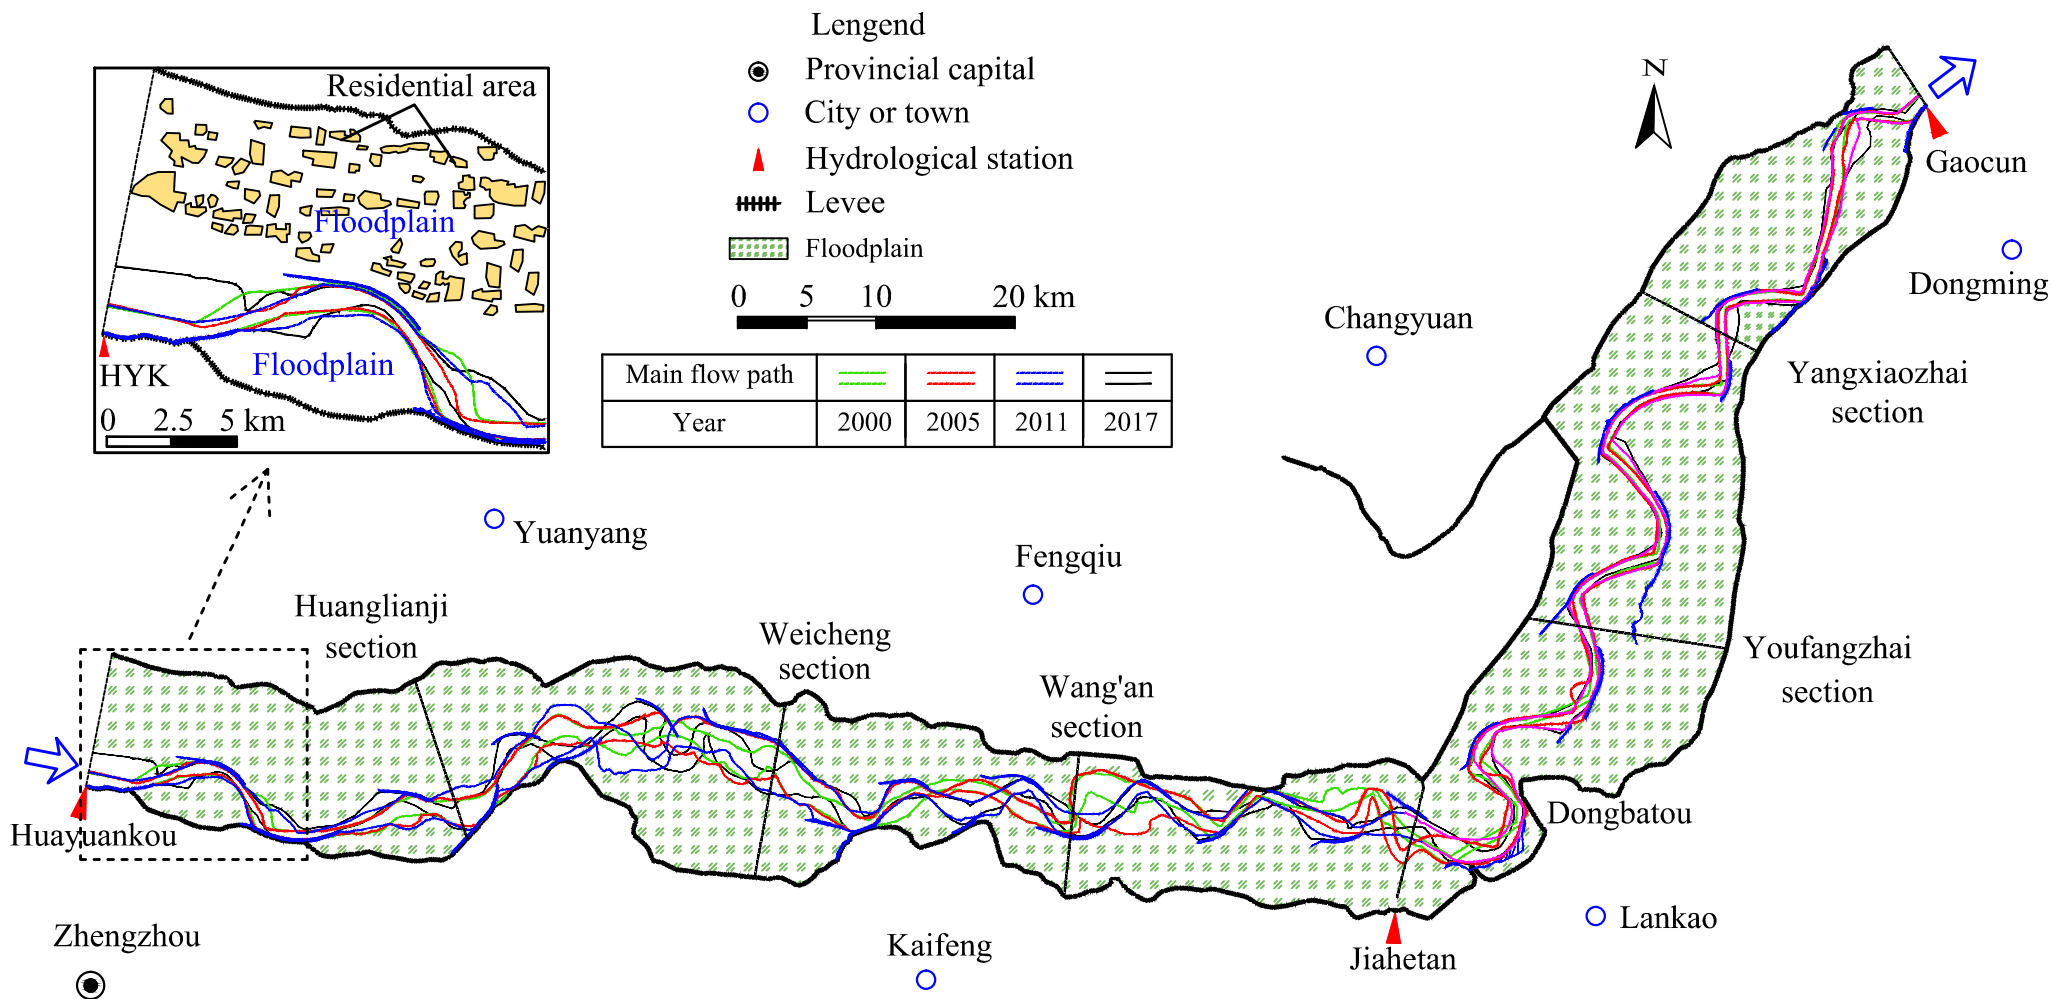 Lengend
Provincial capital
City or town
Hydrological station
Levee
Floodplain
0 5 10 20 km
Main flow path
Year 2000 2005 2011 2017
Residential area
Floodplain
Floodplain
HYK
0 2.5 5 km
N
Gaocun
Dongming
Changyuan
Yangxiaozhai
section
Yuanyang
Fengqiu
Huanglianji
section
Weicheng
section
Wang'an
section
Youfangzhai
section
Huayuankou
Dongbatou
Zhengzhou
Kaifeng
Jiahetan
Lankao